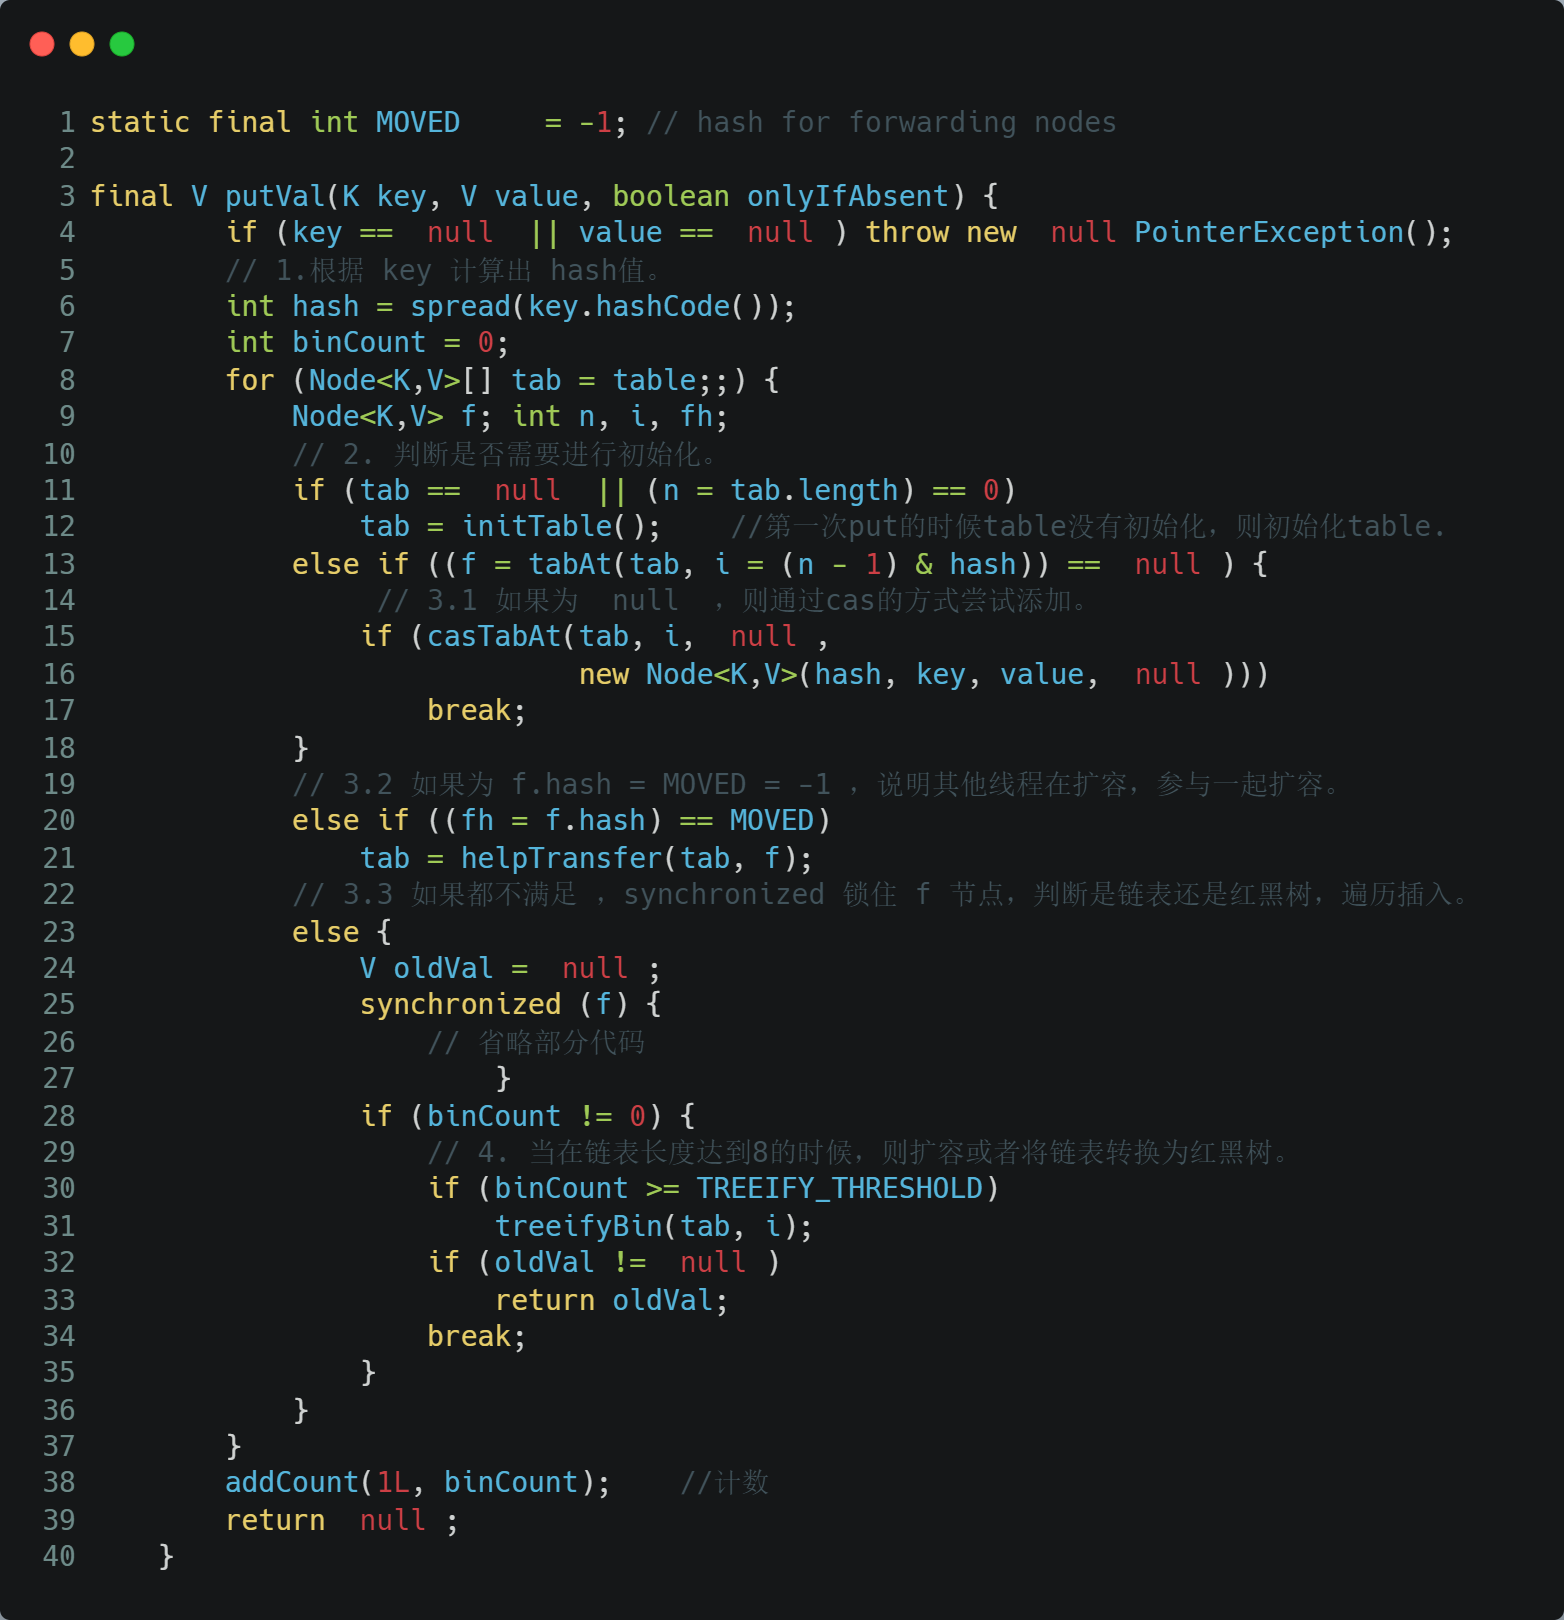 1 static final int MOVED     = -1; // hash for forwarding nodes
2
3 final V putVal(K key, V value, boolean onlyIfAbsent) {
4         if (key ==  null  || value ==  null ) throw new  null PointerException();
5         // 1.根据 key 计算出 hash值。
6         int hash = spread(key.hashCode());
7         int binCount = 0;
8         for (Node<K,V>[] tab = table;;) {
9             Node<K,V> f; int n, i, fh;
10             // 2. 判断是否需要进行初始化。
11             if (tab ==  null  || (n = tab.length) == 0)
12                 tab = initTable();    //第一次put的时候table没有初始化，则初始化table.
13             else if ((f = tabAt(tab, i = (n - 1) & hash)) ==  null ) {
14                  // 3.1 如果为  null  ，则通过cas的方式尝试添加。
15                 if (casTabAt(tab, i,  null ,
16                              new Node<K,V>(hash, key, value,  null )))
17                     break;
18             }
19             // 3.2 如果为 f.hash = MOVED = -1 ，说明其他线程在扩容，参与一起扩容。
20             else if ((fh = f.hash) == MOVED)
21                 tab = helpTransfer(tab, f);
22             // 3.3 如果都不满足 ，synchronized 锁住 f 节点，判断是链表还是红黑树，遍历插入。
23             else {
24                 V oldVal =  null ;
25                 synchronized (f) {
26                     // 省略部分代码
27                         }
28                 if (binCount != 0) {
29                     // 4. 当在链表长度达到8的时候，则扩容或者将链表转换为红黑树。
30                     if (binCount >= TREEIFY_THRESHOLD)
31                         treeifyBin(tab, i);
32                     if (oldVal !=  null )
33                         return oldVal;
34                     break;
35                 }
36             }
37         }
38         addCount(1L, binCount);    //计数
39         return  null ;
40     }